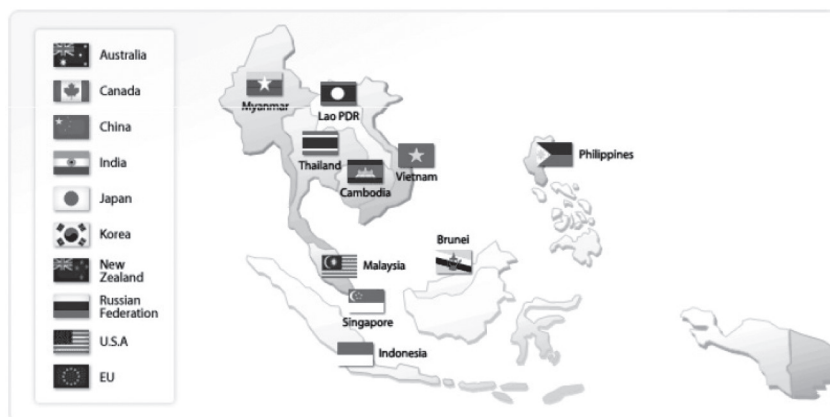 Australia
Canada
China
India
Japan
Korea
New
Zealand
Russian
Federation
U.S.A
EU
Myanmar
Lao PDR
Thailand
Cambodia
Vietnam
Philippines
Brunei
Malaysia
Singapore
Indonesia